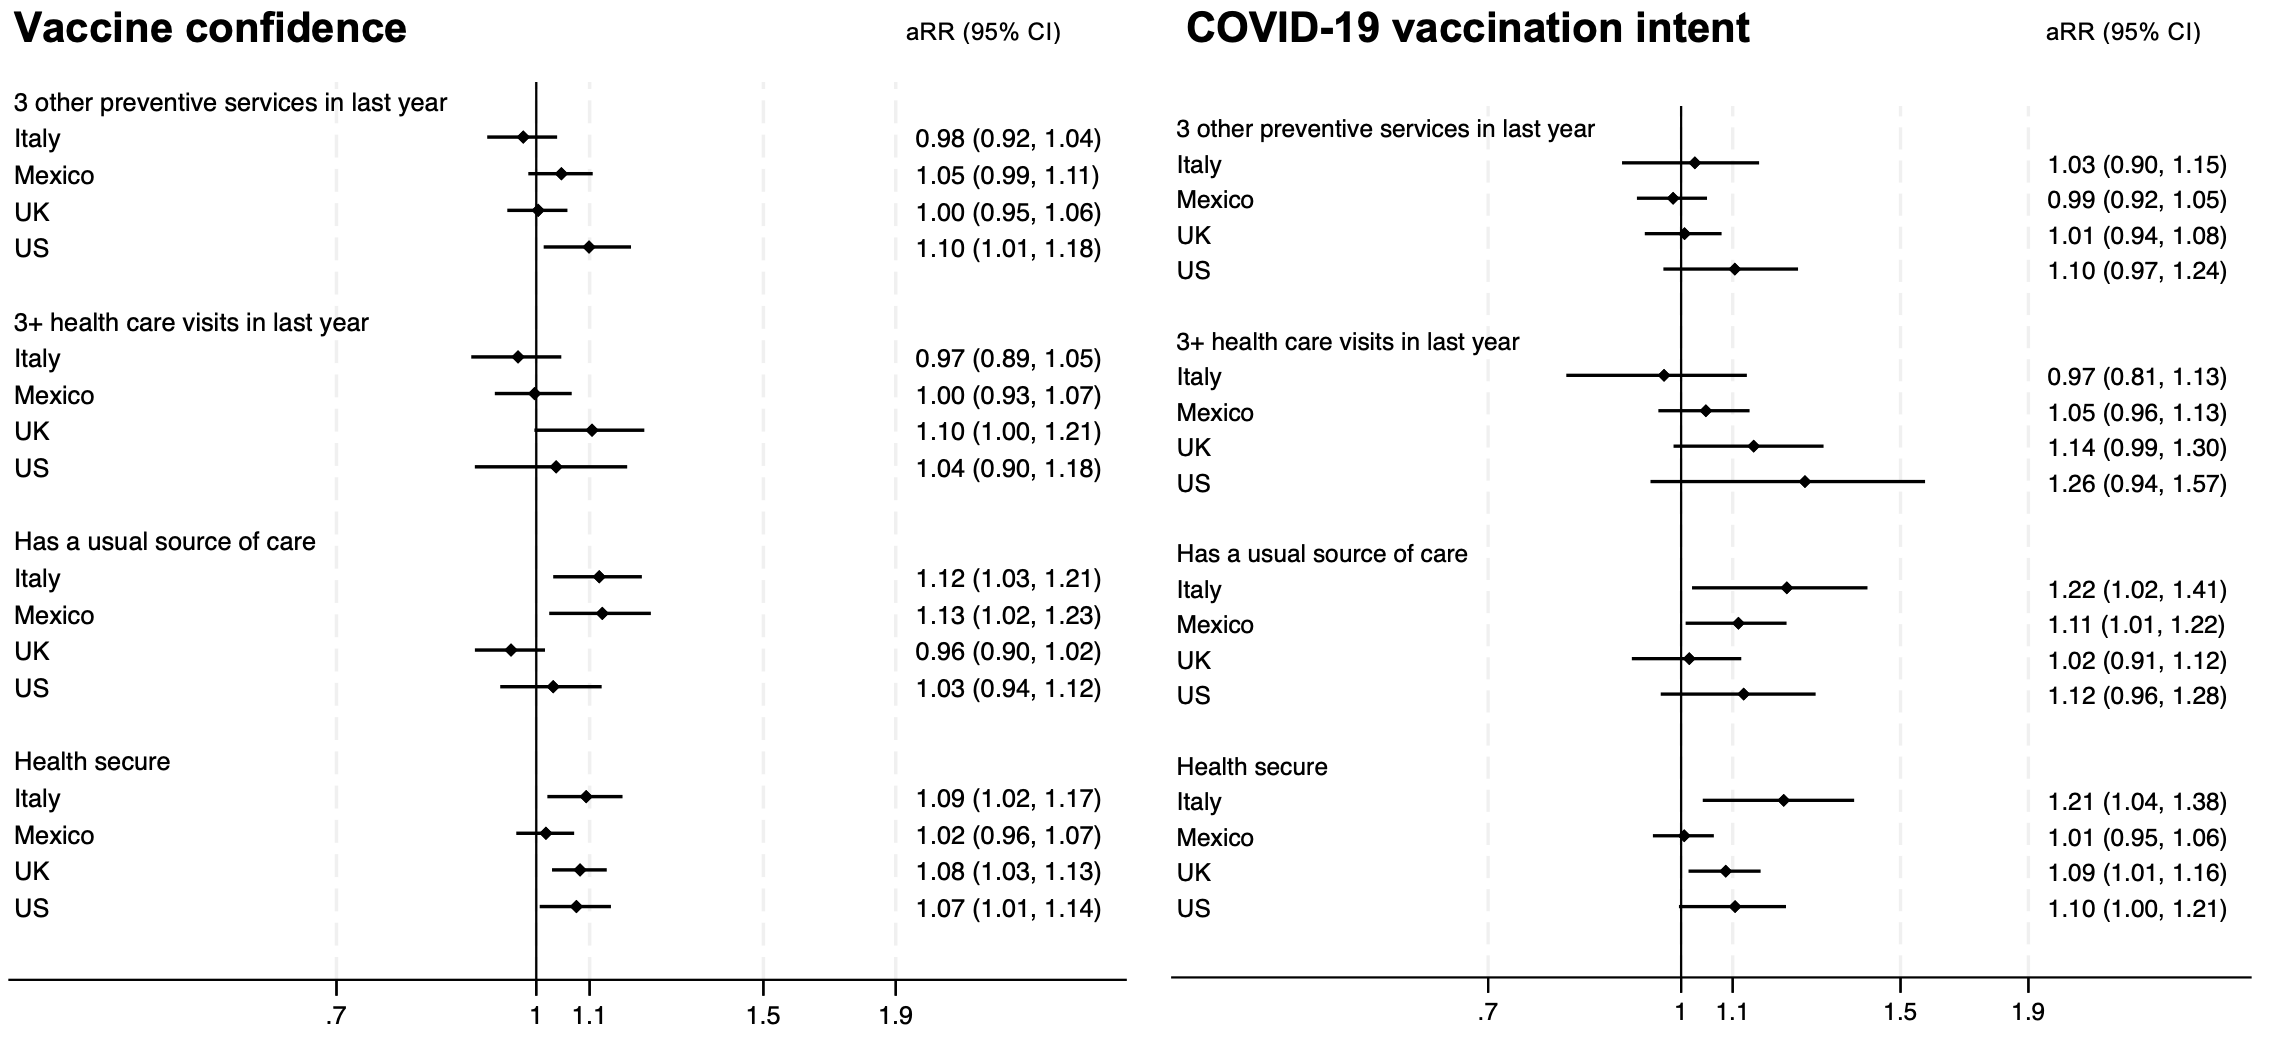 Vaccine confidence aRR (95% CI)
3 other preventive services in last year
Italy 0.98 (0.92, 1.04)
Mexico 1.05 (0.99, 1.11)
UK 1.00 (0.95, 1.06)
US 1.10 (1.01, 1.18)
3+ health care visits in last year
Italy 0.97 (0.89, 1.05)
Mexico 1.00 (0.93, 1.07)
UK 1.10 (1.00, 1.21)
US 1.04 (0.90, 1.18)
Has a usual source of care
Italy 1.12 (1.03, 1.21)
Mexico 1.13 (1.02, 1.23)
UK 0.96 (0.90, 1.02)
US 1.03 (0.94, 1.12)
Health secure
Italy 1.09 (1.02, 1.17)
Mexico 1.02 (0.96, 1.07)
UK 1.08 (1.03, 1.13)
US 1.07 (1.01, 1.14)
.7 1 1.1 1.5 1.9
COVID-19 vaccination intent aRR (95% CI)
3 other preventive services in last year
Italy 1.03 (0.90, 1.15)
Mexico 0.99 (0.92, 1.05)
UK 1.01 (0.94, 1.08)
US 1.10 (0.97, 1.24)
3+ health care visits in last year
Italy 0.97 (0.81, 1.13)
Mexico 1.05 (0.96, 1.13)
UK 1.14 (0.99, 1.30)
US 1.26 (0.94, 1.57)
Has a usual source of care
Italy 1.22 (1.02, 1.41)
Mexico 1.11 (1.01, 1.22)
UK 1.02 (0.91, 1.12)
US 1.12 (0.96, 1.28)
Health secure
Italy 1.21 (1.04, 1.38)
Mexico 1.01 (0.95, 1.06)
UK 1.09 (1.01, 1.16)
US 1.10 (1.00, 1.21)
.7 1 1.1 1.5 1.9